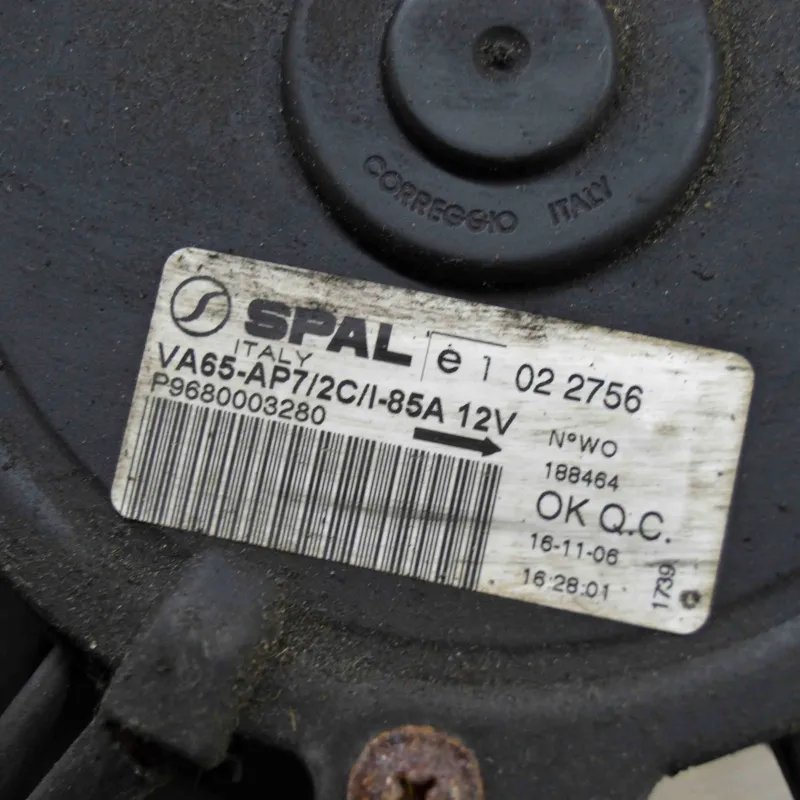 CORREGGIO ITALY
SPAL
ITALY
e 1 02 2756
VA65-AP7/2C/I-85A 12V
P9680003280
N°WO
188464
OK Q.C.
16-11-06
16:28:01
1739